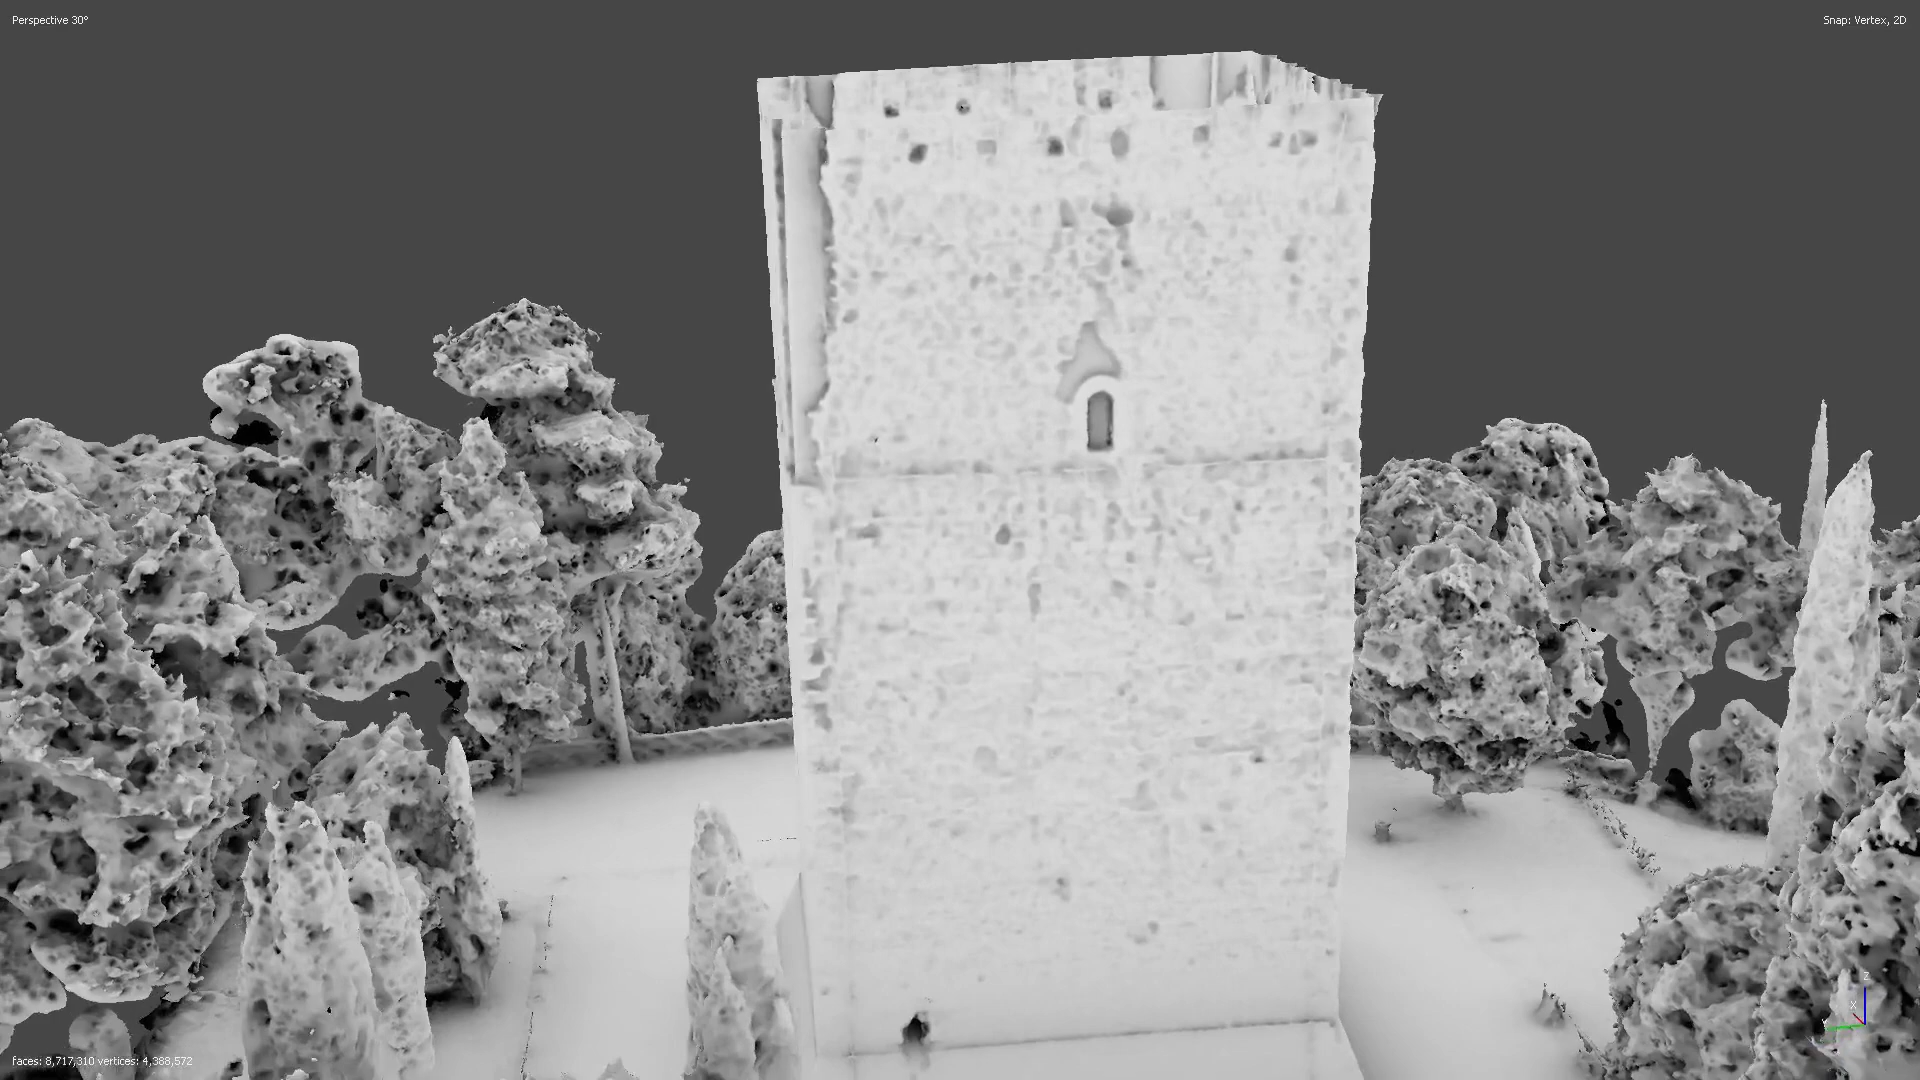 Perspective 30°
Snap: Vertex, 2D
Z
X
Y
faces: 8,717,310 vertices: 4,388,572